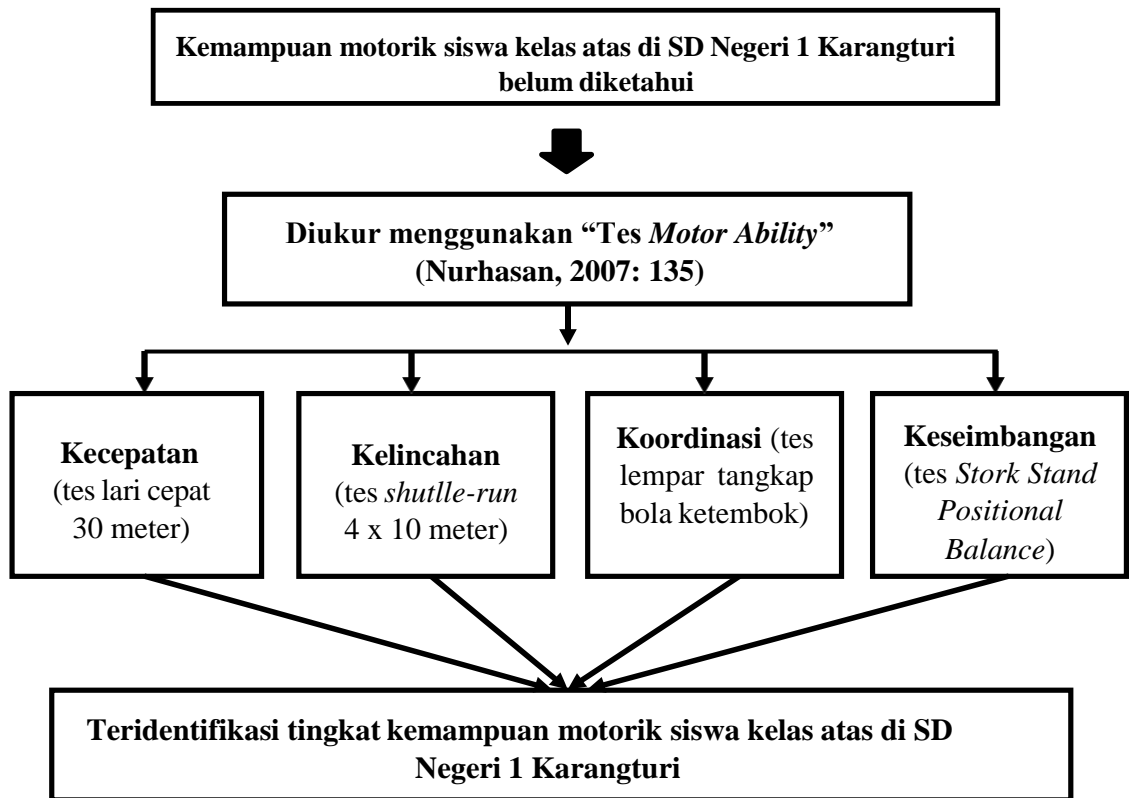 Kemampuan motorik siswa kelas atas di SD Negeri 1 Karangturi
belum diketahui
Diukur menggunakan “Tes Motor Ability”
(Nurhasan, 2007: 135)
Kecepatan
(tes lari cepat
30 meter)
Kelincahan
(tes shutlle-run
4 x 10 meter)
Koordinasi (tes
lempar tangkap
bola ketembok)
Keseimbangan
(tes Stork Stand
Positional
Balance)
Teridentifikasi tingkat kemampuan motorik siswa kelas atas di SD
Negeri 1 Karangturi